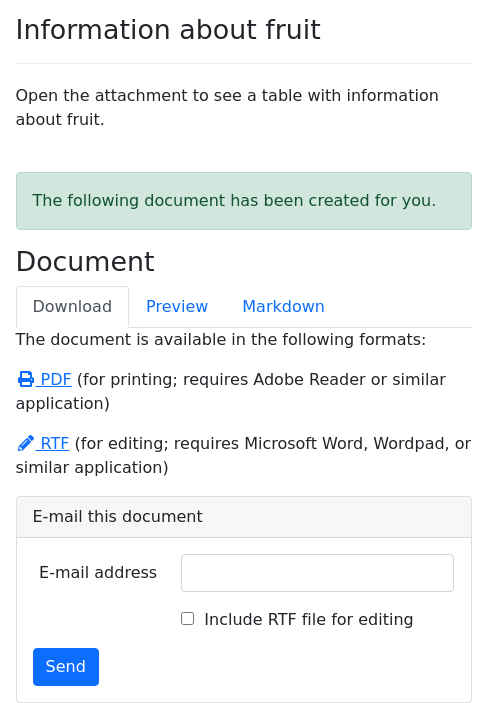 Information about fruit
Open the attachment to see a table with information
about fruit.
The following document has been created for you.
Document
Download Preview Markdown
The document is available in the following formats:
PDF (for printing; requires Adobe Reader or similar
application)
RTF (for editing; requires Microsoft Word, Wordpad, or
similar application)
E-mail this document
E-mail address
Include RTF file for editing
Send